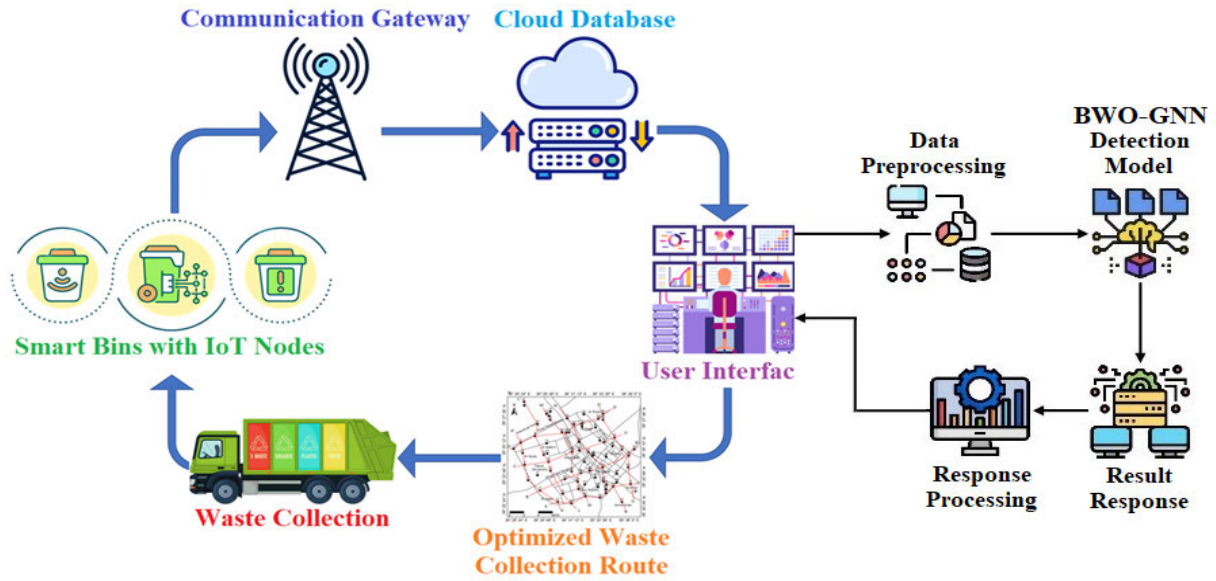 Communication Gateway
Cloud Database
Data
Preprocessing
BWO-GNN
Detection
Model
Smart Bins with IoT Nodes
User Interfac
Waste Collection
Optimized Waste
Collection Route
Response
Processing
Result
Response